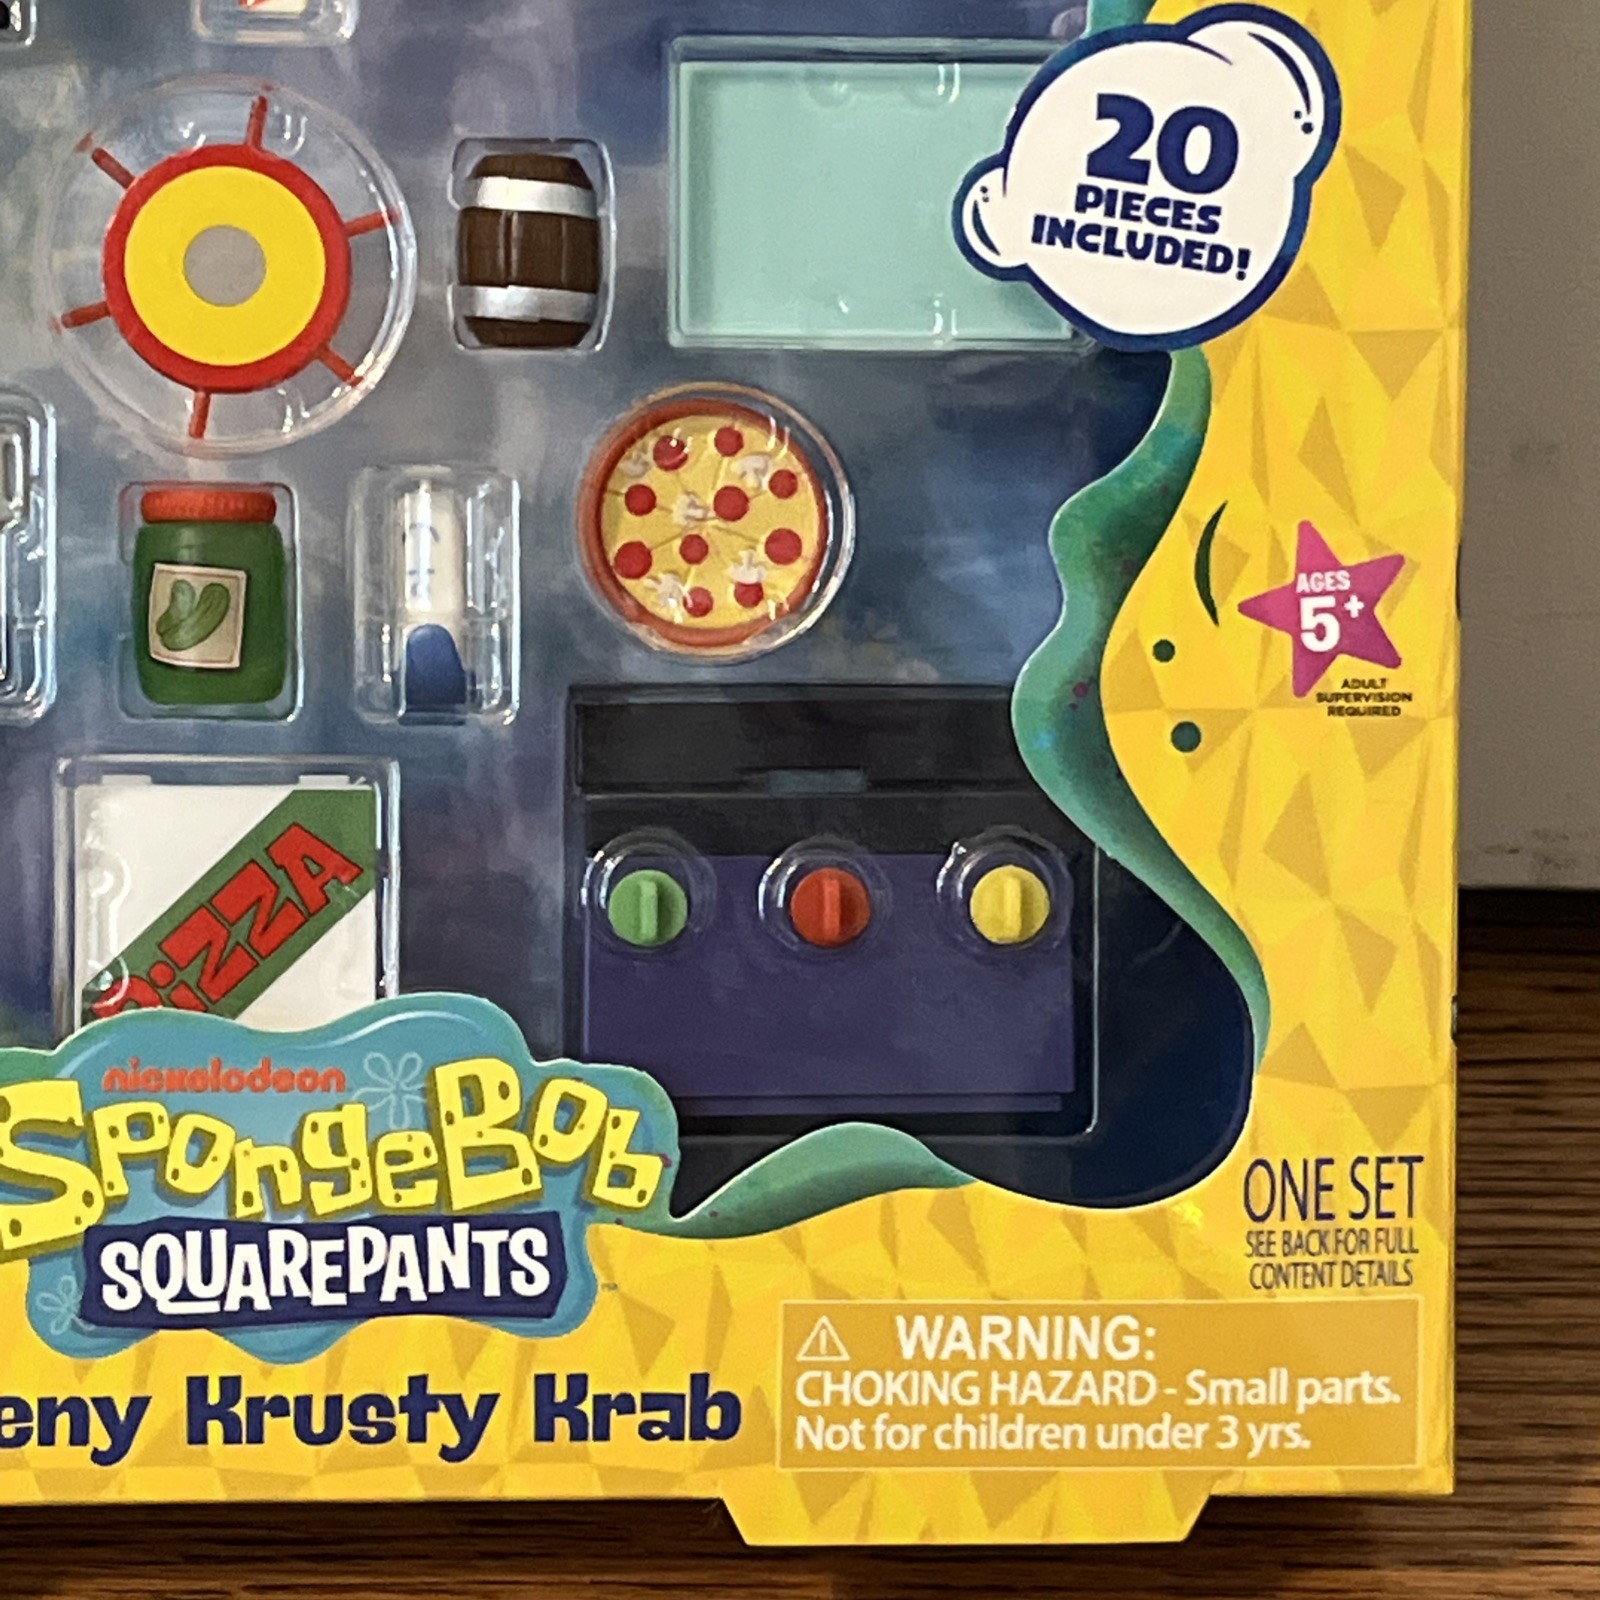 20
PIECES
INCLUDED!
AGES
5+
ADULT
SUPERVISION
REQUIRED
PiZZA
nickelodeon
SPONGEBOB
SQUAREPANTS
eny Krusty Krab
ONE SET
SEE BACK FOR FULL
CONTENT DETAILS
WARNING:
CHOKING HAZARD - Small parts.
Not for children under 3 yrs.